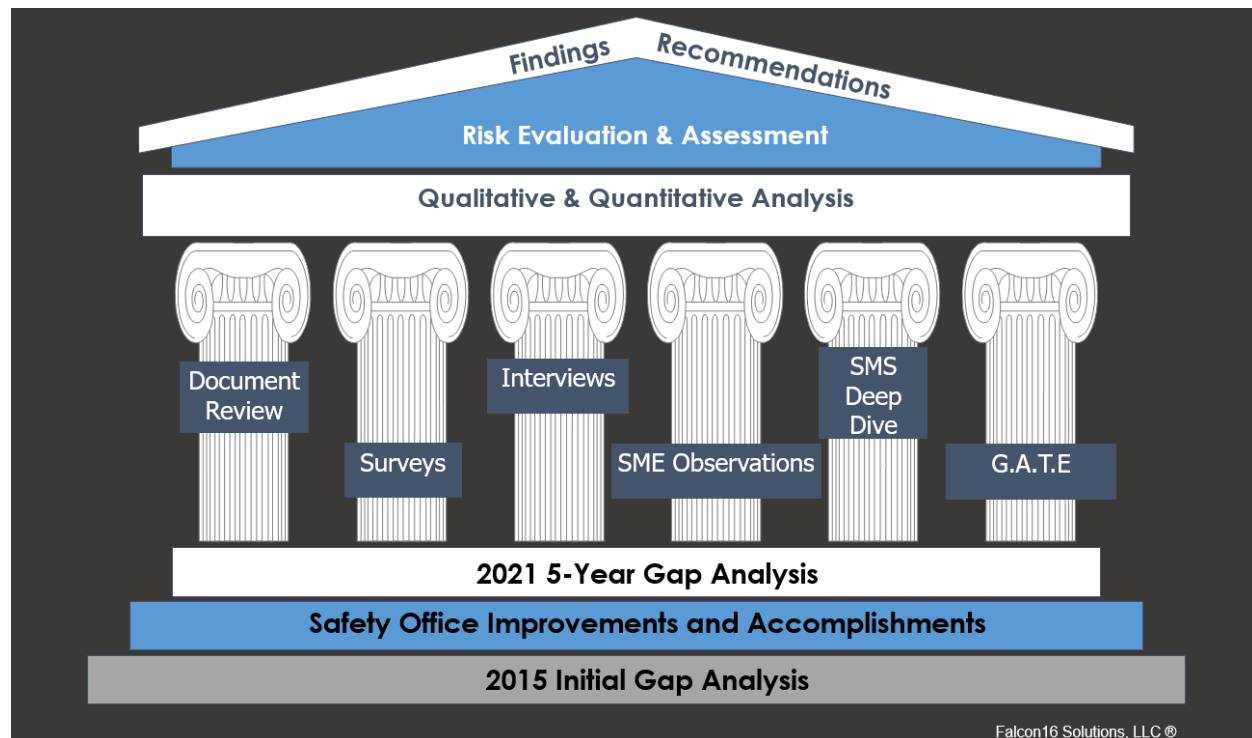 Findings
Recommendations
Risk Evaluation & Assessment
Qualitative & Quantitative Analysis
Document
Review
Surveys
Interviews
SME Observations
SMS
Deep
Dive
G.A.T.E
2021 5-Year Gap Analysis
Safety Office Improvements and Accomplishments
2015 Initial Gap Analysis
Falcon16 Solutions, LLC ®